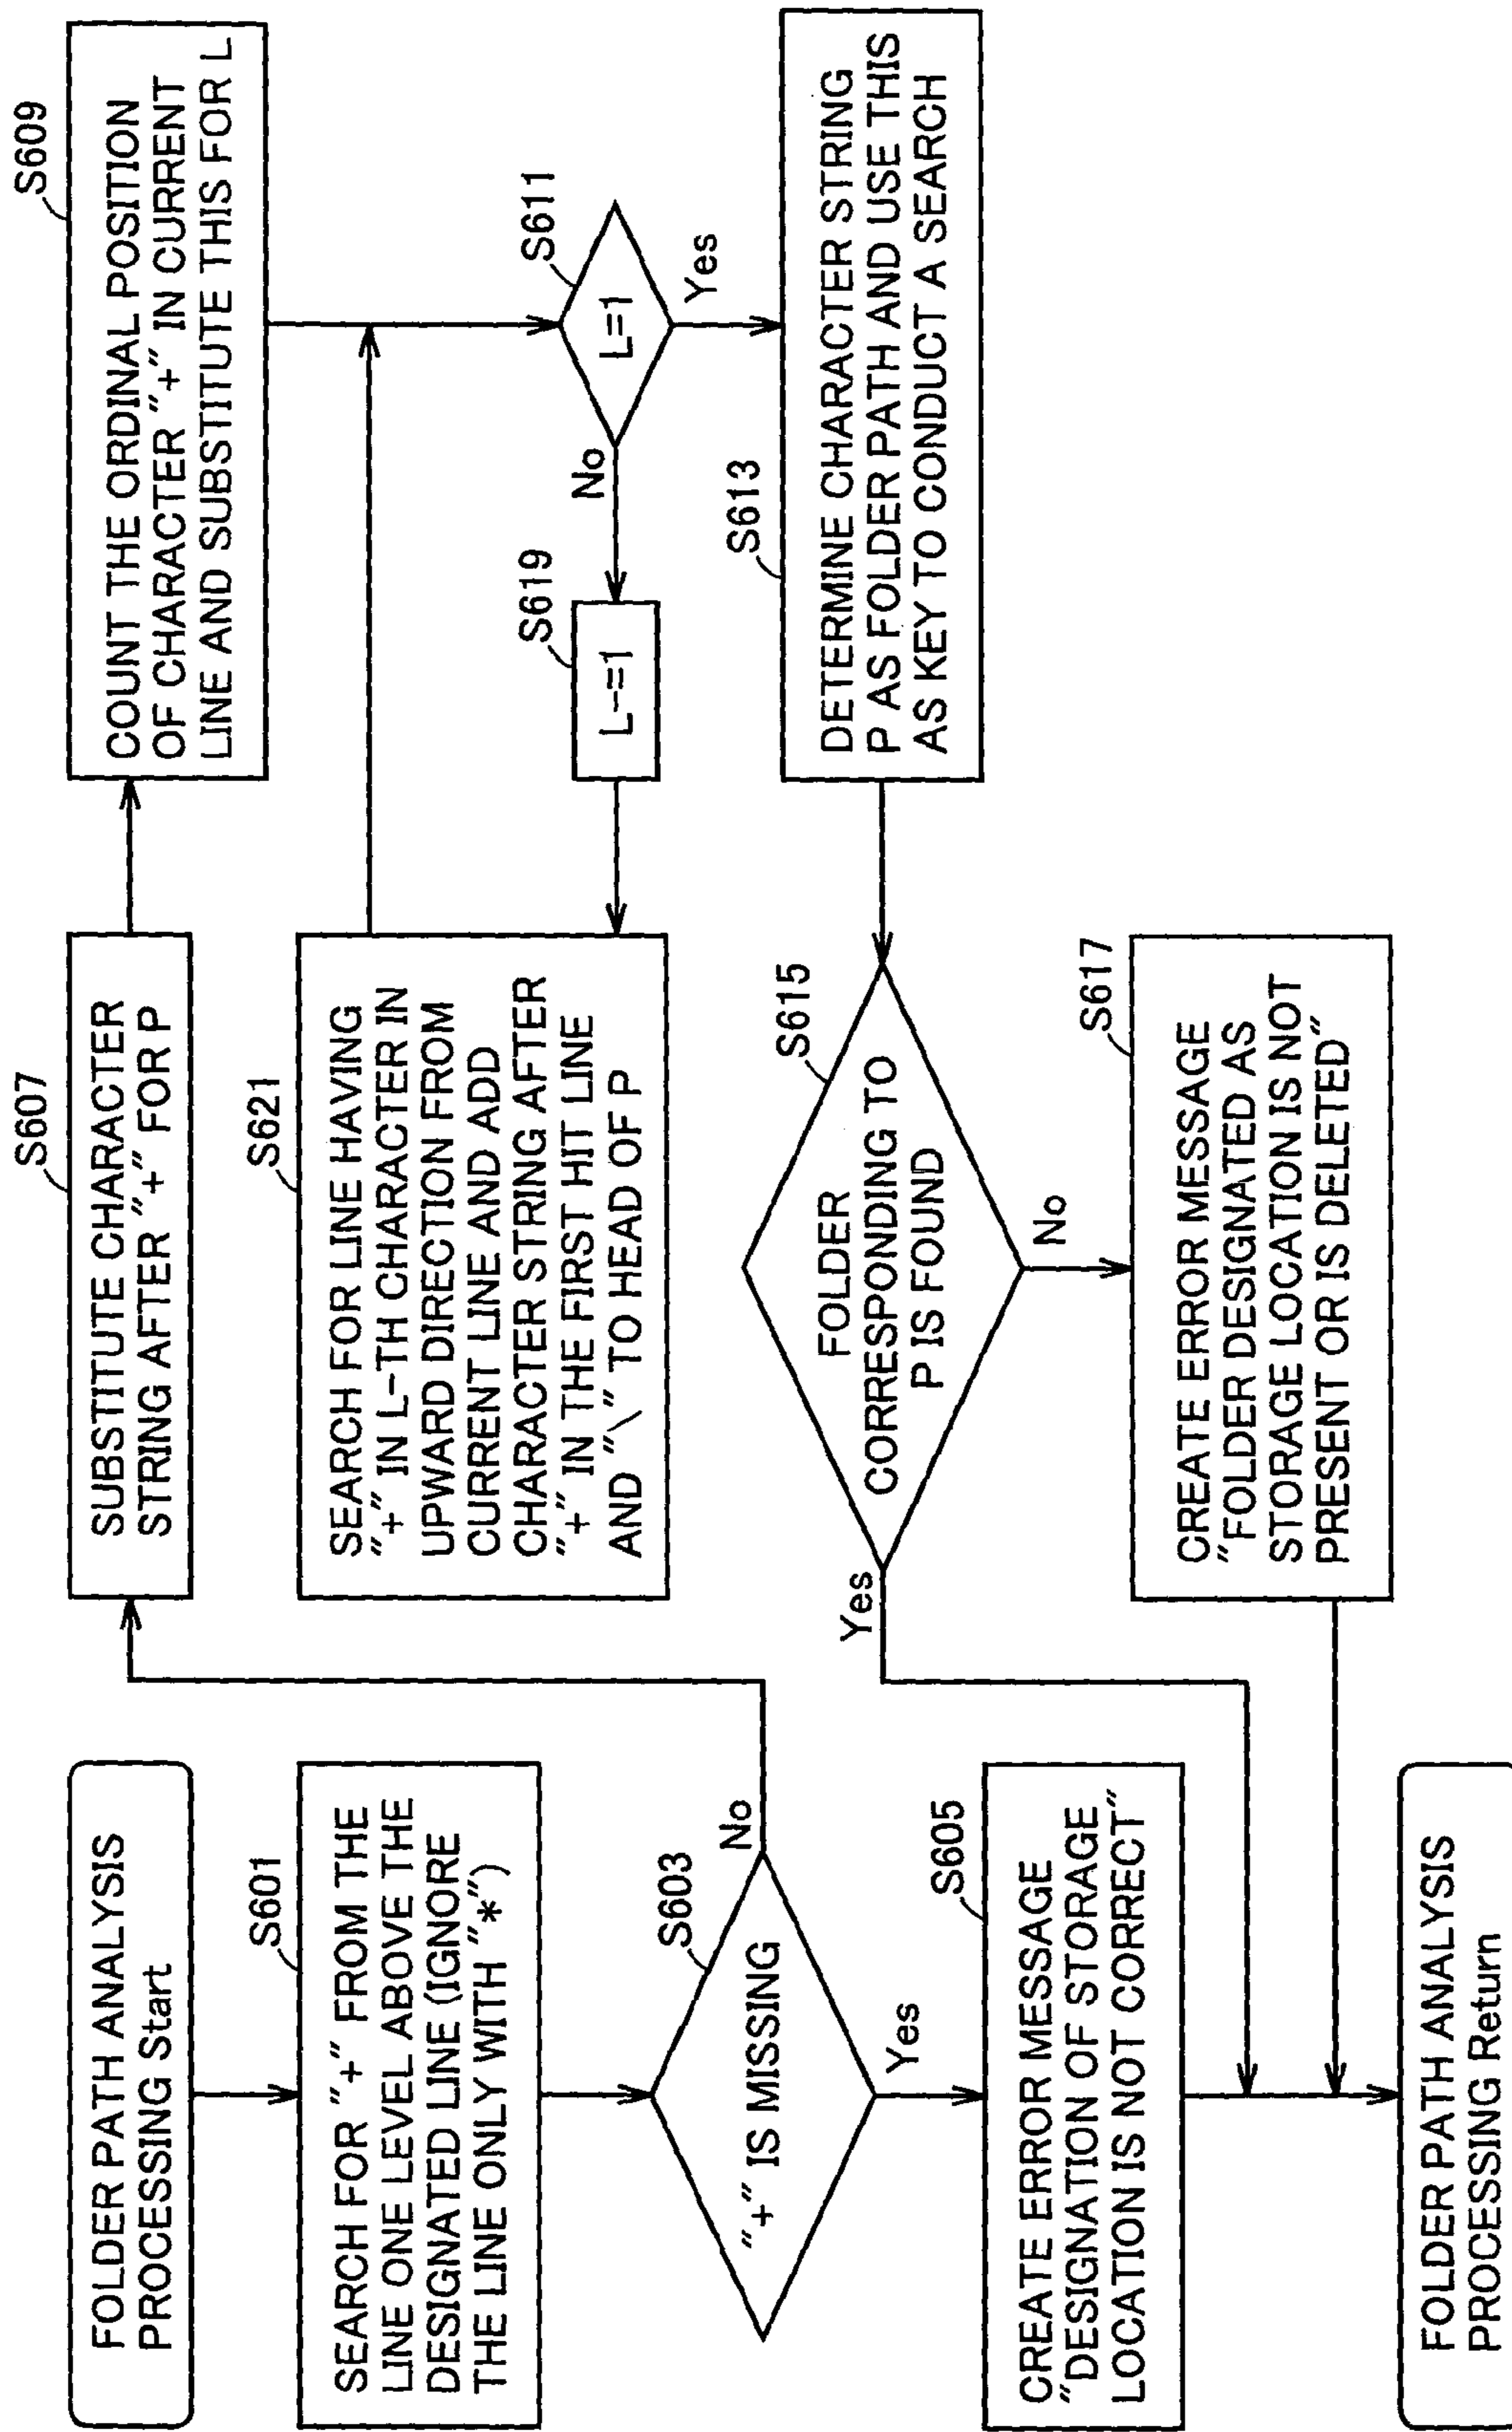 FOLDER PATH ANALYSIS
PROCESSING Start
S601
SEARCH FOR "+" FROM THE
LINE ONE LEVEL ABOVE THE
DESIGNATED LINE (IGNORE
THE LINE ONLY WITH "*")
S603
"+" IS MISSING
No
Yes
S605
CREATE ERROR MESSAGE
"DESIGNATION OF STORAGE
LOCATION IS NOT CORRECT"
FOLDER PATH ANALYSIS
PROCESSING Return
S607
SUBSTITUTE CHARACTER
STRING AFTER "+" FOR P
S621
SEARCH FOR LINE HAVING
"+" IN L-TH CHARACTER IN
UPWARD DIRECTION FROM
CURRENT LINE AND ADD
CHARACTER STRING AFTER
"+" IN THE FIRST HIT LINE
AND "\" TO HEAD OF P
S615
FOLDER
CORRESPONDING TO
P IS FOUND
Yes
No
S617
CREATE ERROR MESSAGE
"FOLDER DESIGNATED AS
STORAGE LOCATION IS NOT
PRESENT OR IS DELETED"
S609
COUNT THE ORDINAL POSITION
OF CHARACTER "+" IN CURRENT
LINE AND SUBSTITUTE THIS FOR L
S611
L=1
No
Yes
S619
L-=1
S613
DETERMINE CHARACTER STRING
P AS FOLDER PATH AND USE THIS
AS KEY TO CONDUCT A SEARCH